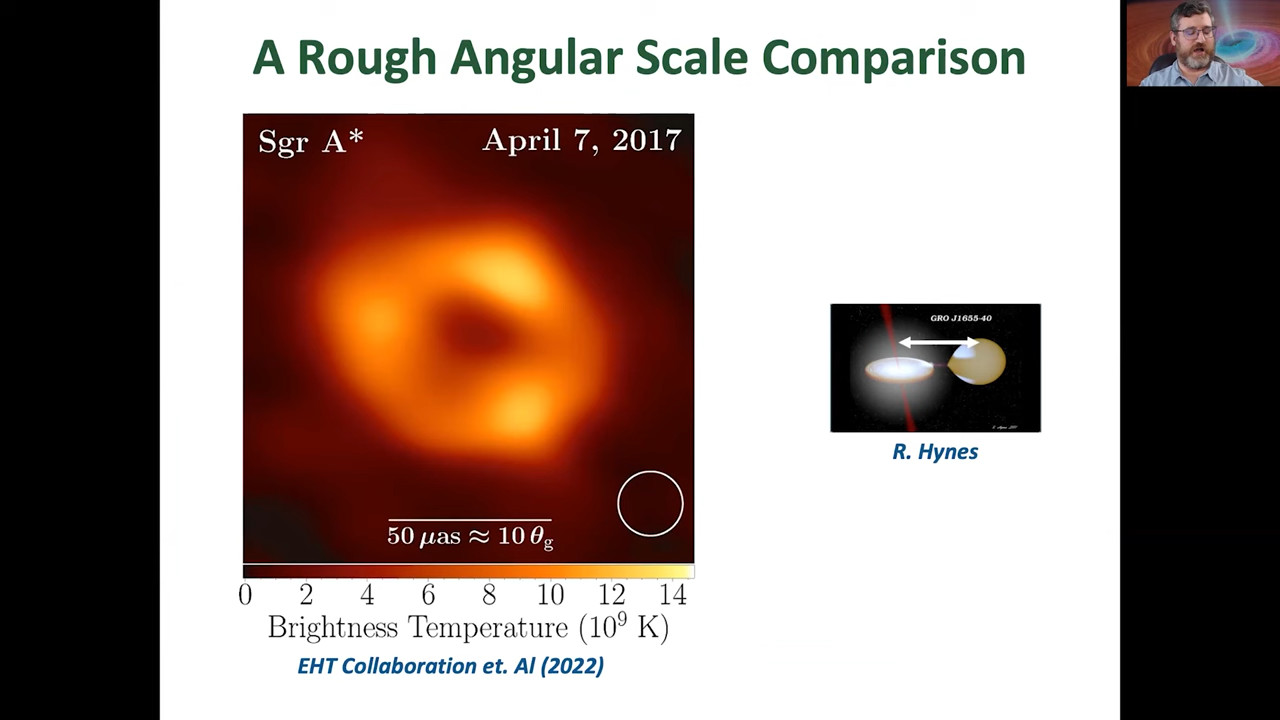 A Rough Angular Scale Comparison
Sgr A*
April 7, 2017
50 μas ≈ 10 θg
0 2 4 6 8 10 12 14
Brightness Temperature (10⁹ K)
EHT Collaboration et. Al (2022)
GRO J1655-40
R. Hynes